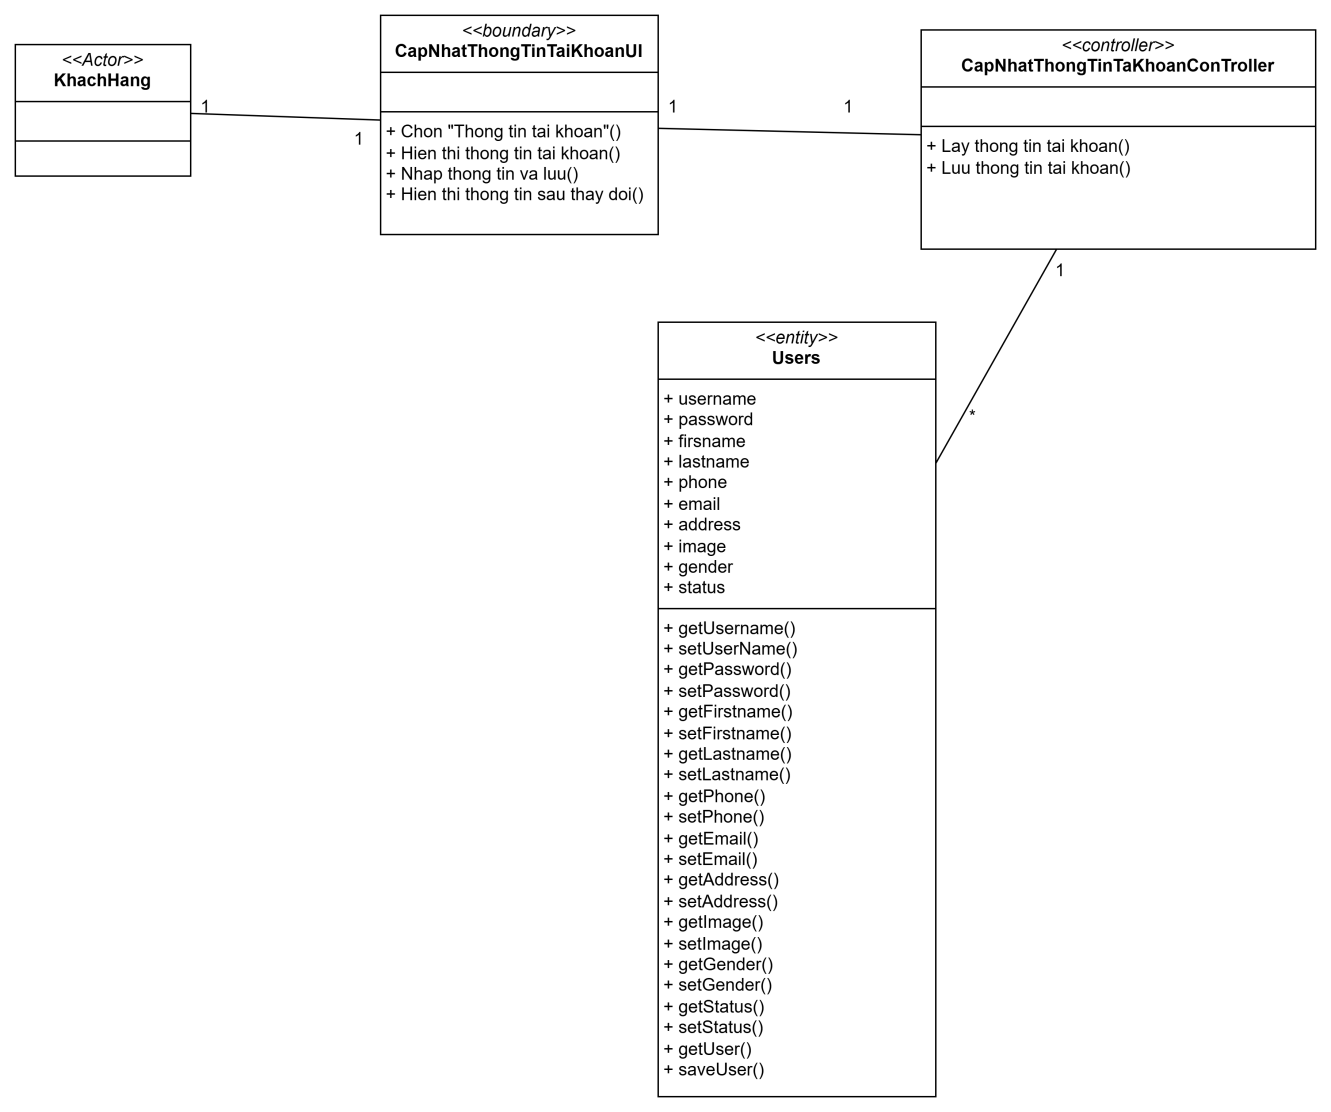 <<Actor>>
KhachHang
1
1
<<boundary>>
CapNhatThongTinTaiKhoanUI
+ Chon "Thong tin tai khoan"()
+ Hien thi thong tin tai khoan()
+ Nhap thong tin va luu()
+ Hien thi thong tin sau thay doi()
1
1
<<controller>>
CapNhatThongTinTaKhoanConTroller
+ Lay thong tin tai khoan()
+ Luu thong tin tai khoan()
1
*
<<entity>>
Users
+ username
+ password
+ firsname
+ lastname
+ phone
+ email
+ address
+ image
+ gender
+ status
+ getUsername()
+ setUserName()
+ getPassword()
+ setPassword()
+ getFirstname()
+ setFirstname()
+ getLastname()
+ setLastname()
+ getPhone()
+ setPhone()
+ getEmail()
+ setEmail()
+ getAddress()
+ setAddress()
+ getImage()
+ setImage()
+ getGender()
+ setGender()
+ getStatus()
+ setStatus()
+ getUser()
+ saveUser()